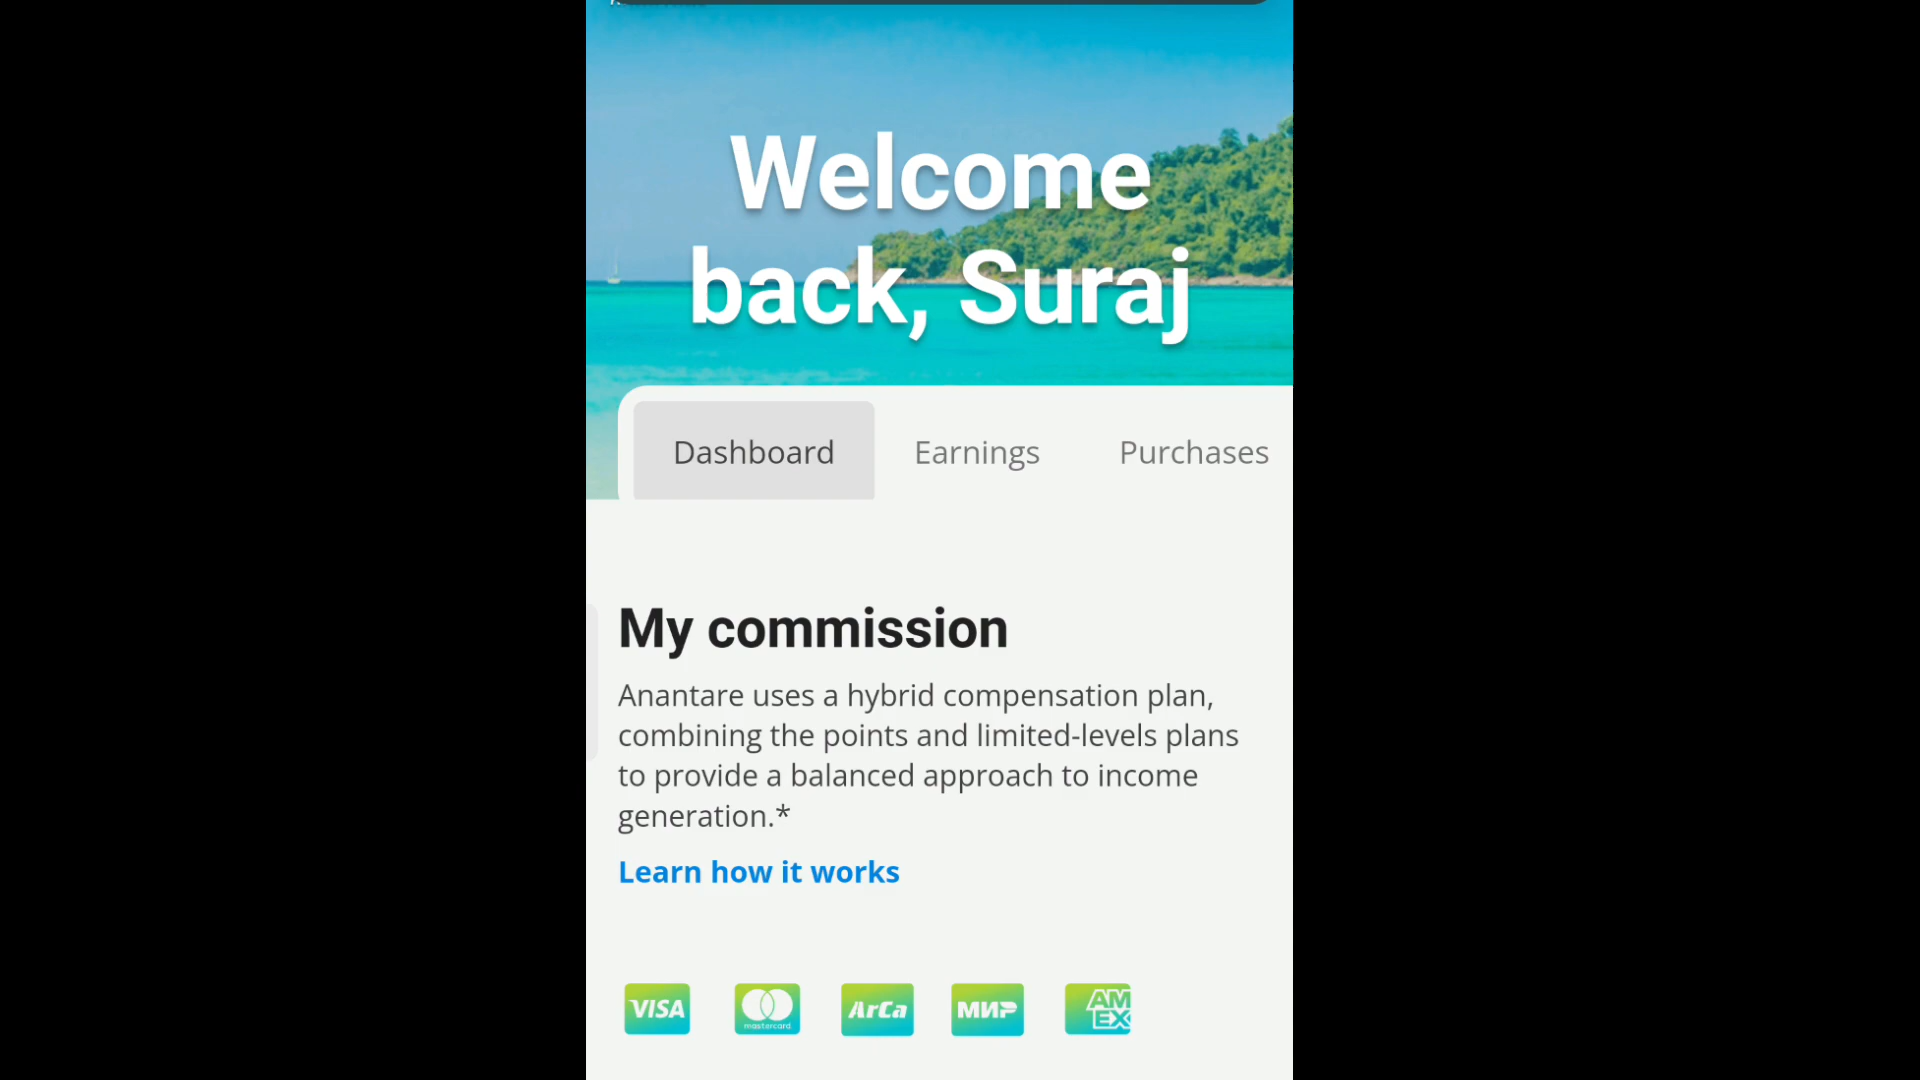 Welcome
back, Suraj
Dashboard Earnings Purchases
My commission
Anantare uses a hybrid compensation plan,
combining the points and limited-levels plans
to provide a balanced approach to income
generation.*
Learn how it works
VISA mastercard ArCa МИР AM
EX